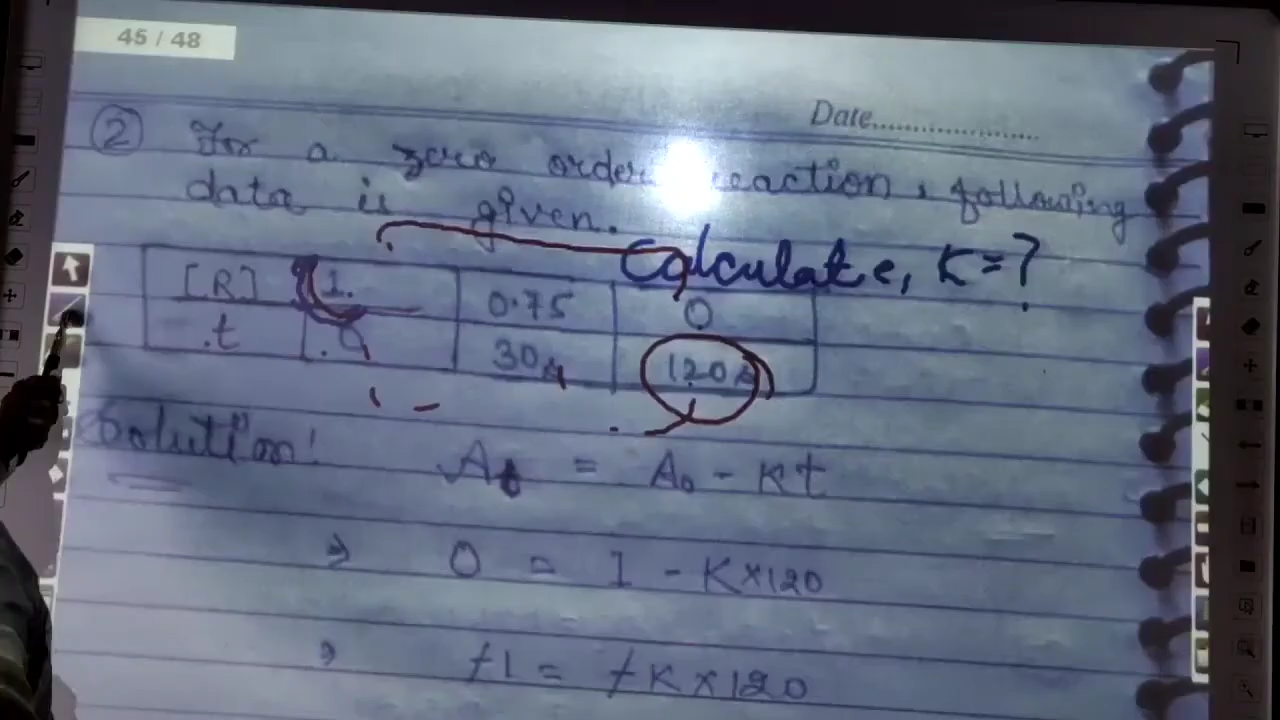 45 / 48
Date........................
② For a zero order reaction, following
data is given.
Calculate, K=?
[R] 1. 0.75 0
t 0 30s 120s
Solution:
At = A₀ - Kt
⇒ 0 = 1 - K×120
⇒ +1 = +K×120